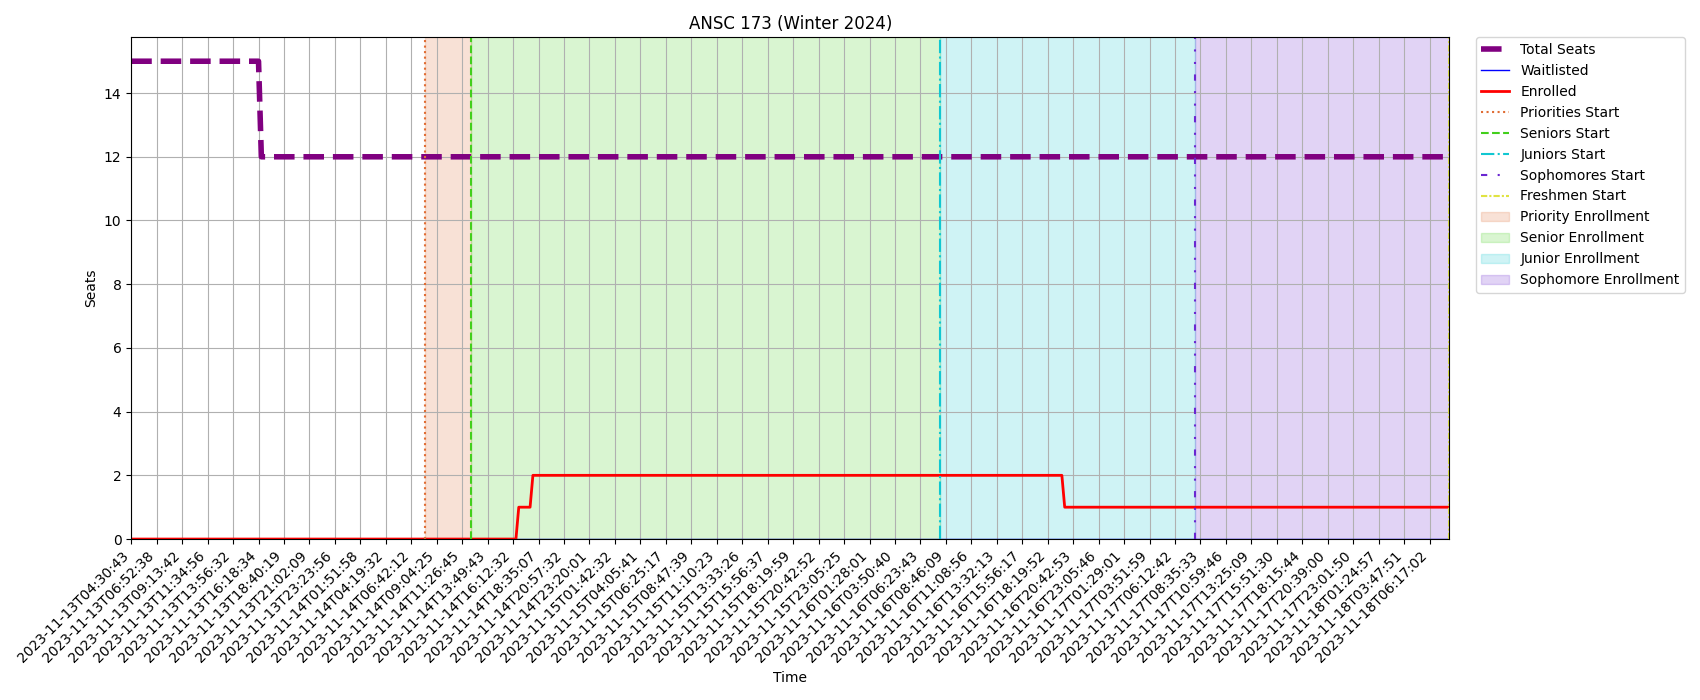 ANSC 173 (Winter 2024)
Seats
14
12
10
8
6
4
2
0
2023-11-13T04:30:43
2023-11-13T06:52:38
2023-11-13T09:13:42
2023-11-13T11:34:56
2023-11-13T13:56:32
2023-11-13T16:18:34
2023-11-13T18:40:19
2023-11-13T21:02:09
2023-11-13T23:23:56
2023-11-14T01:51:58
2023-11-14T04:19:32
2023-11-14T06:42:12
2023-11-14T09:04:25
2023-11-14T11:26:45
2023-11-14T13:49:43
2023-11-14T16:12:32
2023-11-14T18:35:07
2023-11-14T20:57:32
2023-11-14T23:20:01
2023-11-15T01:42:32
2023-11-15T04:05:41
2023-11-15T06:25:17
2023-11-15T08:47:39
2023-11-15T11:10:23
2023-11-15T13:33:26
2023-11-15T15:56:37
2023-11-15T18:19:59
2023-11-15T20:42:52
2023-11-15T23:05:25
2023-11-16T01:28:01
2023-11-16T03:50:40
2023-11-16T06:23:43
2023-11-16T08:46:09
2023-11-16T11:08:56
2023-11-16T13:32:13
2023-11-16T15:56:17
2023-11-16T18:19:52
2023-11-16T20:42:53
2023-11-16T23:05:46
2023-11-17T01:29:01
2023-11-17T03:51:59
2023-11-17T06:12:42
2023-11-17T08:35:33
2023-11-17T10:59:46
2023-11-17T13:25:09
2023-11-17T15:51:30
2023-11-17T18:15:44
2023-11-17T20:39:00
2023-11-17T23:01:50
2023-11-18T01:24:57
2023-11-18T03:47:51
2023-11-18T06:17:02
Time
Total Seats
Waitlisted
Enrolled
Priorities Start
Seniors Start
Juniors Start
Sophomores Start
Freshmen Start
Priority Enrollment
Senior Enrollment
Junior Enrollment
Sophomore Enrollment